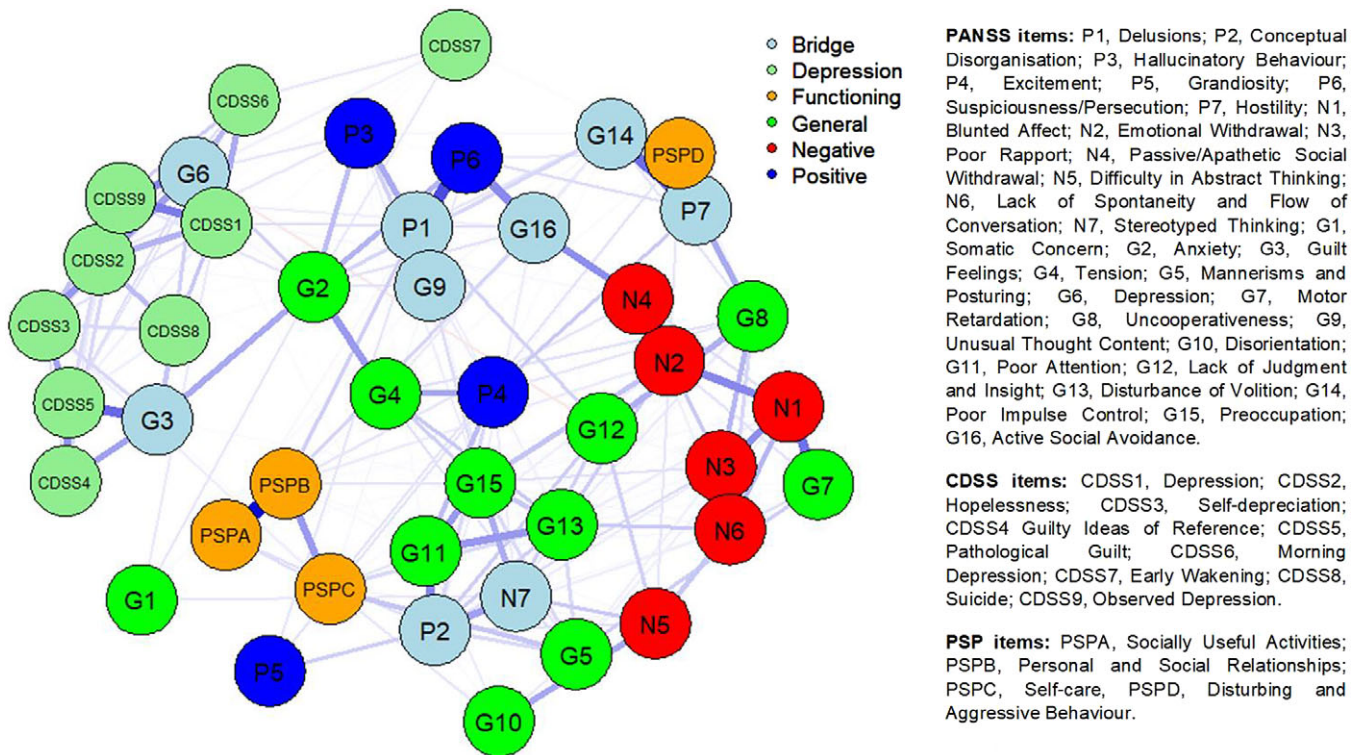 CDSS7
CDSS6
P3
G14
G6
P6
PSPD
CDSS9
P7
CDSS1
P1
G16
CDSS2
G2
G9
N4
G8
CDSS3
CDSS8
N2
G4
P4
CDSS5
G3
N1
G12
N3
CDSS4
PSPB
G15
G7
G13
N6
PSPA
G11
PSPC
G1
N7
P2
N5
G5
P5
G10
Bridge
Depression
Functioning
General
Negative
Positive
PANSS items: P1, Delusions; P2, Conceptual
Disorganisation; P3, Hallucinatory Behaviour;
P4, Excitement; P5, Grandiosity; P6,
Suspiciousness/Persecution; P7, Hostility; N1,
Blunted Affect; N2, Emotional Withdrawal; N3,
Poor Rapport; N4, Passive/Apathetic Social
Withdrawal; N5, Difficulty in Abstract Thinking;
N6, Lack of Spontaneity and Flow of
Conversation; N7, Stereotyped Thinking; G1,
Somatic Concern; G2, Anxiety; G3, Guilt
Feelings; G4, Tension; G5, Mannerisms and
Posturing; G6, Depression; G7, Motor
Retardation; G8, Uncooperativeness; G9,
Unusual Thought Content; G10, Disorientation;
G11, Poor Attention; G12, Lack of Judgment
and Insight; G13, Disturbance of Volition; G14,
Poor Impulse Control; G15, Preoccupation;
G16, Active Social Avoidance.
CDSS items: CDSS1, Depression; CDSS2,
Hopelessness; CDSS3, Self-depreciation;
CDSS4 Guilty Ideas of Reference; CDSS5,
Pathological Guilt; CDSS6, Morning
Depression; CDSS7, Early Wakening; CDSS8,
Suicide; CDSS9, Observed Depression.
PSP items: PSPA, Socially Useful Activities;
PSPB, Personal and Social Relationships;
PSPC, Self-care, PSPD, Disturbing and
Aggressive Behaviour.